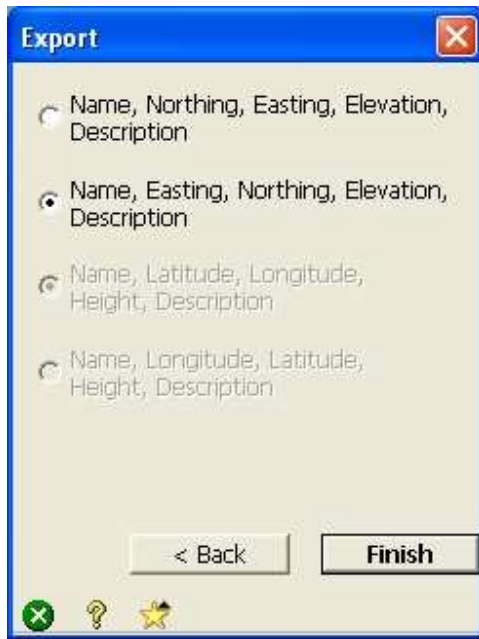 Export
Name, Northing, Easting, Elevation,
Description
Name, Easting, Northing, Elevation,
Description
Name, Latitude, Longitude,
Height, Description
Name, Longitude, Latitude,
Height, Description
< Back
Finish